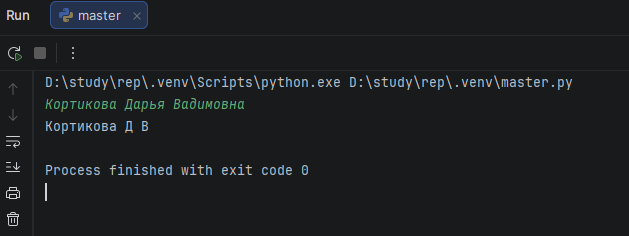 Run master
D:\study\rep\.venv\Scripts\python.exe D:\study\rep\.venv\master.py
Кортикова Дарья Вадимовна
Кортикова Д В
Process finished with exit code 0